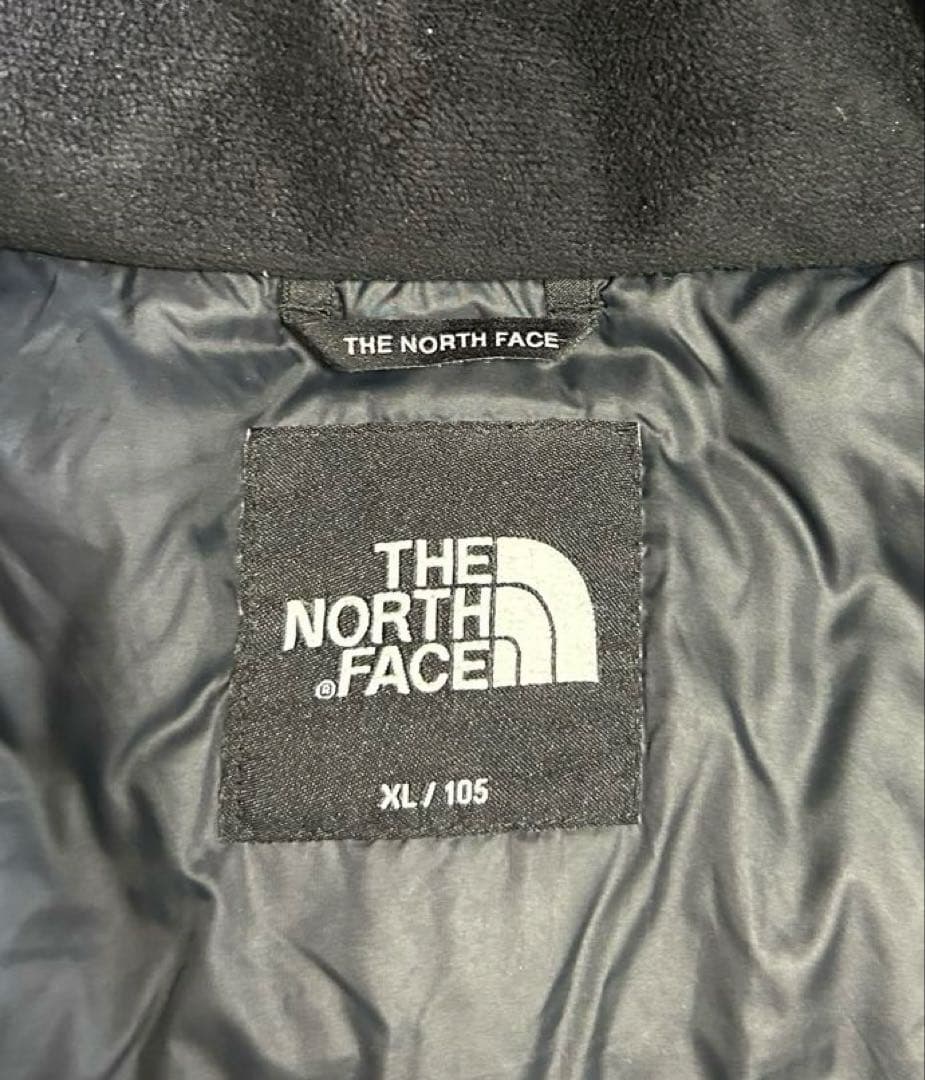 THE NORTH FACE
THE
NORTH
®FACE
XL / 105